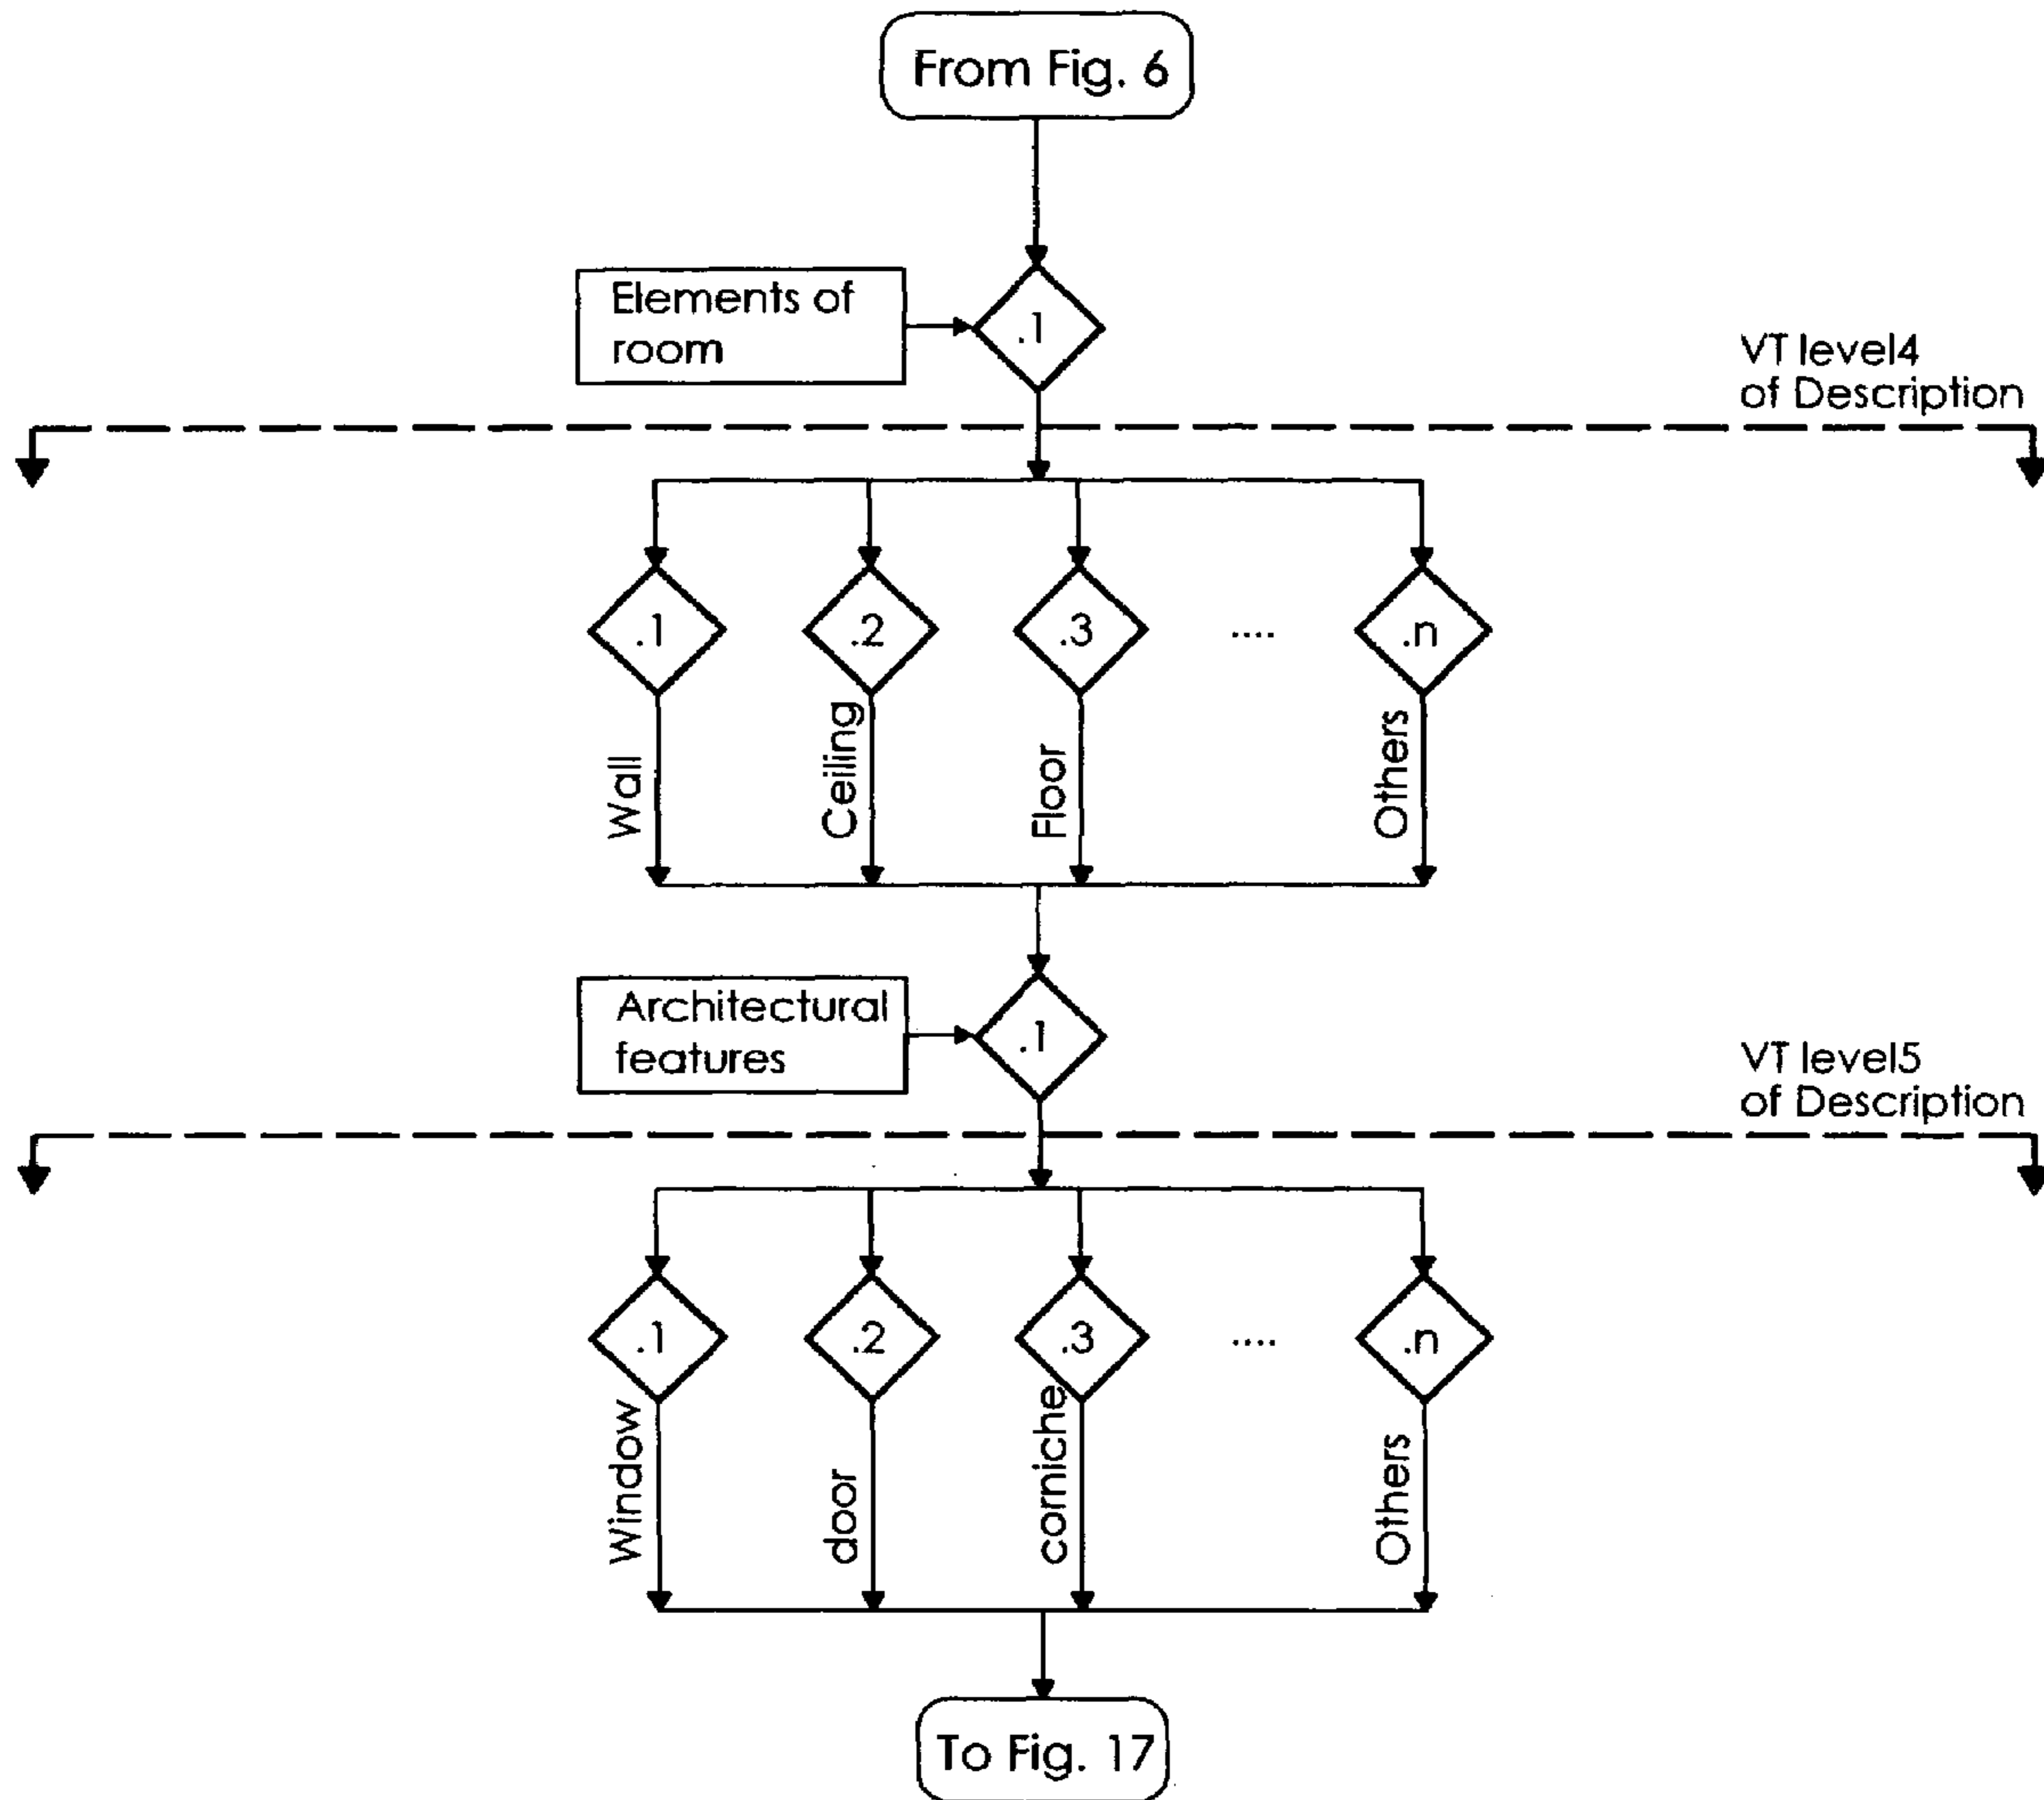 From Fig. 6
Elements of
room
.1
VT level4
of Description
.1
.2
.3
....
.n
Wall
Ceiling
Floor
Others
Architectural
features
.1
VT level5
of Description
.1
.2
.3
....
.n
Window
door
corniche
Others
To Fig. 17